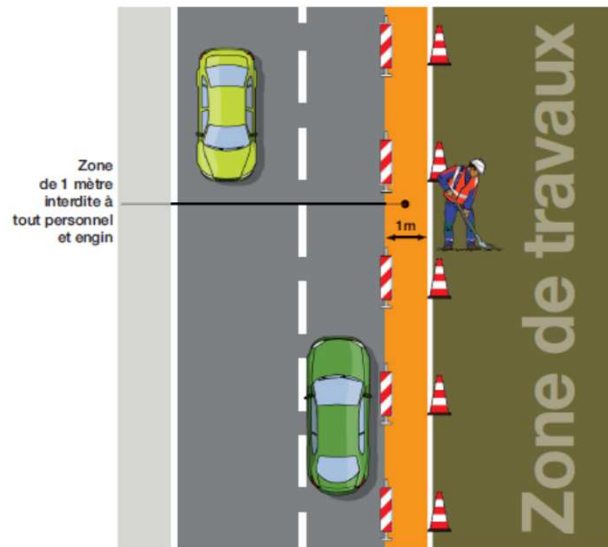 Zone
de 1 mètre
interdite à
tout personnel
et engin
1m
Zone de travaux